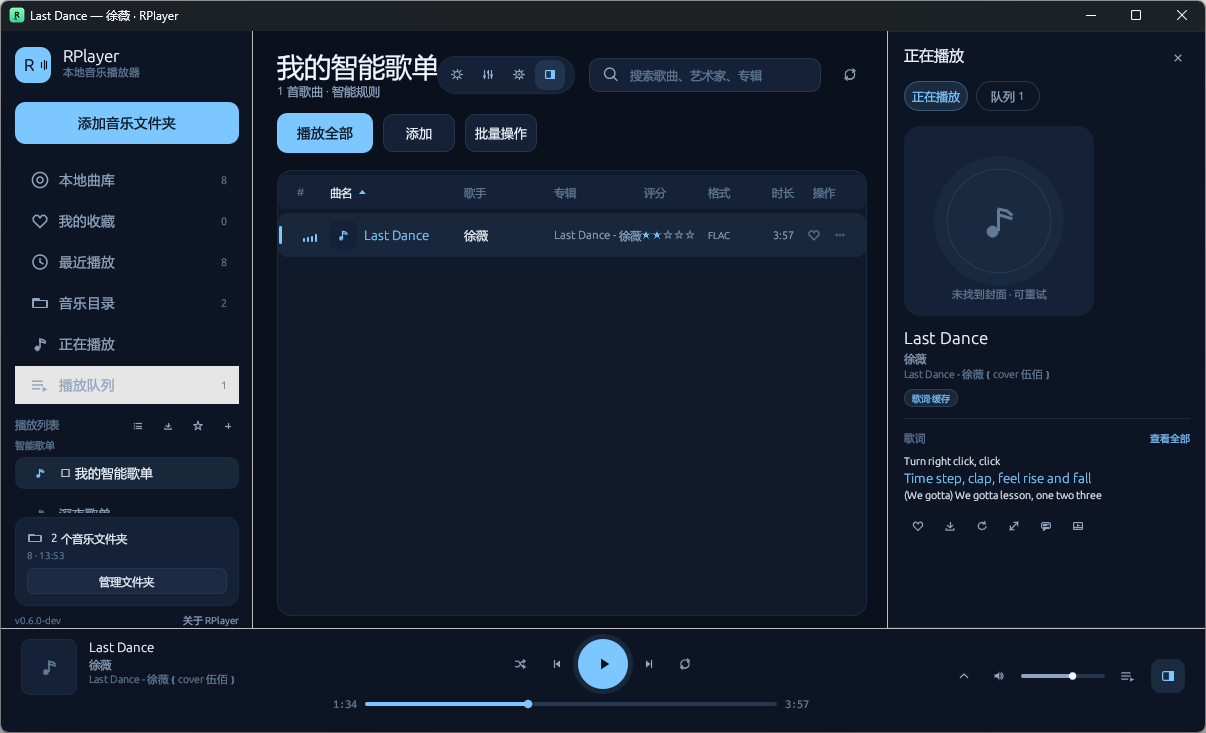 R Last Dance — 徐薇 · RPlayer
R RPlayer
本地音乐播放器
添加音乐文件夹
本地曲库 8
我的收藏 0
最近播放 8
音乐目录 2
正在播放
播放队列 1
播放列表
智能歌单
我的智能歌单
深夜歌单
2 个音乐文件夹
8 · 13:53
管理文件夹
v0.6.0-dev 关于 RPlayer
我的智能歌单
1 首歌曲 · 智能规则
搜索歌曲、艺术家、专辑
播放全部 添加 批量操作
# 曲名 歌手 专辑 评分 格式 时长 操作
Last Dance 徐薇 Last Dance - 徐薇★★☆☆☆ FLAC 3:57
正在播放
正在播放 队列 1
未找到封面 · 可重试
Last Dance
徐薇
Last Dance - 徐薇 ( cover 伍佰 )
歌词·缓存
歌词 查看全部
Turn right click, click
Time step, clap, feel rise and fall
(We gotta) We gotta lesson, one two three
Last Dance
徐薇
Last Dance - 徐薇 ( cover 伍佰 )
1:34 3:57